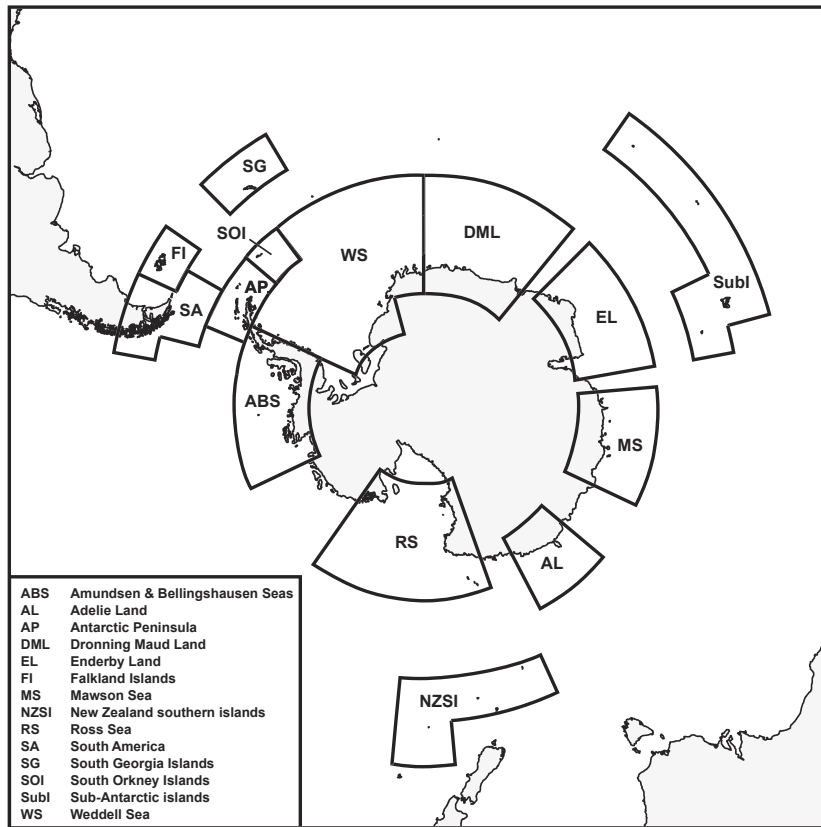 SG
SOI
FI
WS
DML
AP
SA
SubI
EL
ABS
MS
RS
AL
NZSI
ABS Amundsen & Bellingshausen Seas
AL Adelie Land
AP Antarctic Peninsula
DML Dronning Maud Land
EL Enderby Land
FI Falkland Islands
MS Mawson Sea
NZSI New Zealand southern islands
RS Ross Sea
SA South America
SG South Georgia Islands
SOI South Orkney Islands
SubI Sub-Antarctic islands
WS Weddell Sea